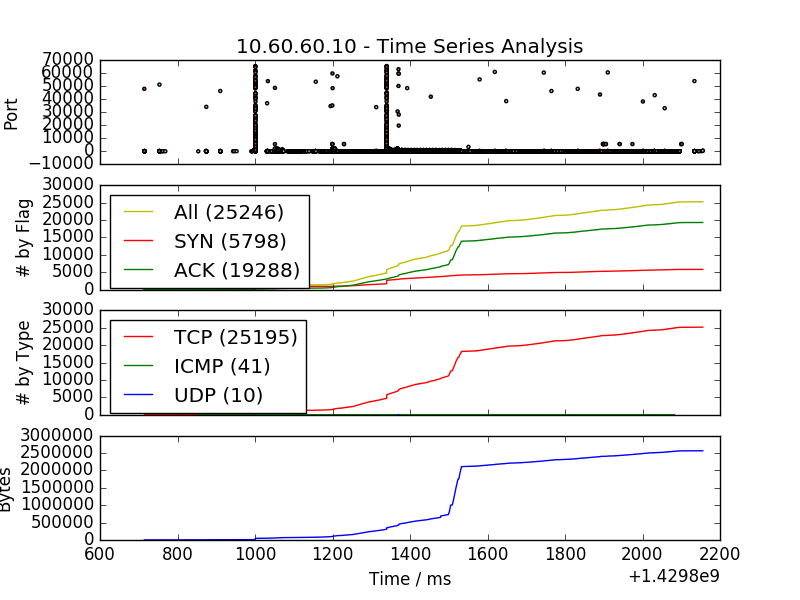 10.60.60.10 - Time Series Analysis
70000
60000
50000
40000
30000
20000
10000
0
−10000
Port
30000
25000
20000
15000
10000
5000
0
# by Flag
All (25246)
SYN (5798)
ACK (19288)
30000
25000
20000
15000
10000
5000
0
# by Type
TCP (25195)
ICMP (41)
UDP (10)
3000000
2500000
2000000
1500000
1000000
500000
0
Bytes
600 800 1000 1200 1400 1600 1800 2000 2200
Time / ms
+1.4298e9